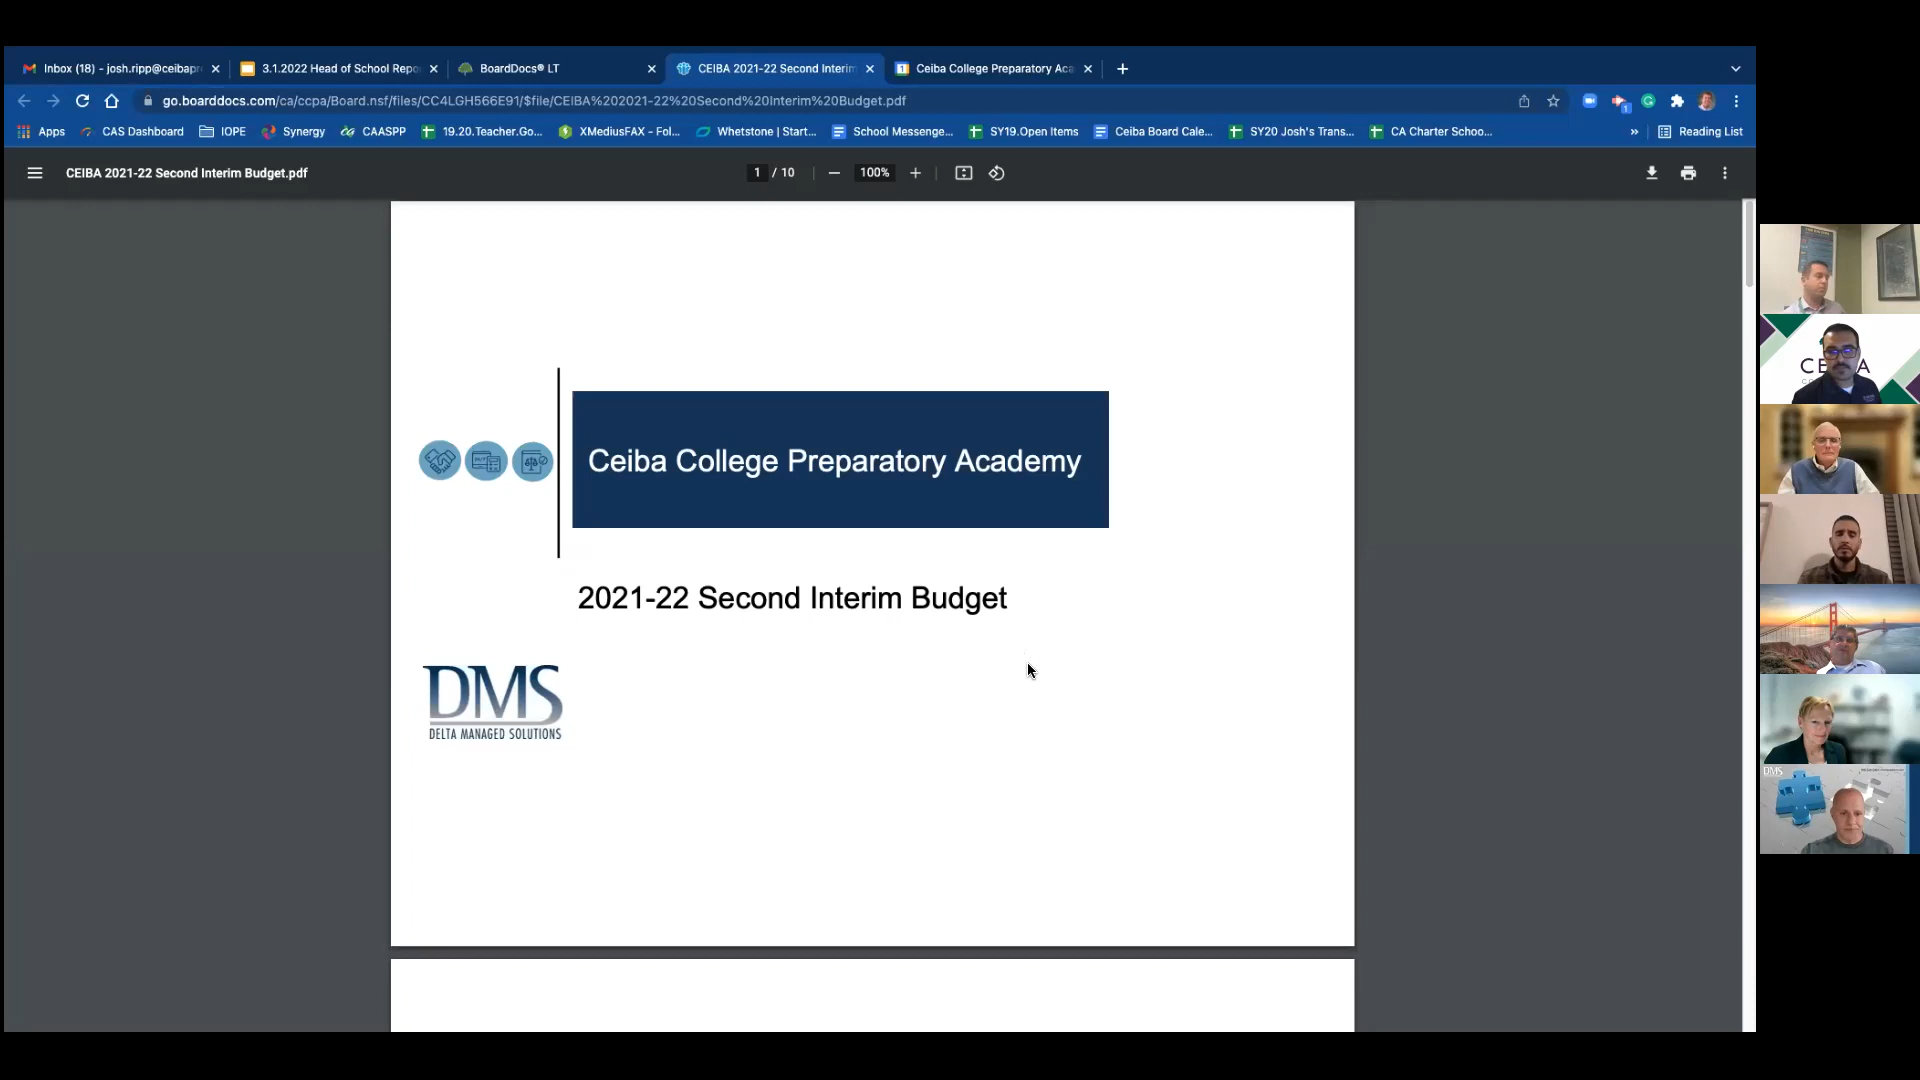 Inbox (18) - josh.ripp@ceibapr
3.1.2022 Head of School Repo
BoardDocs® LT
CEIBA 2021-22 Second Interim
Ceiba College Preparatory Aca
go.boarddocs.com/ca/ccpa/Board.nsf/files/CC4LGH566E91/$file/CEIBA%202021-22%20Second%20Interim%20Budget.pdf
Apps
CAS Dashboard
IOPE
Synergy
CAASPP
19.20.Teacher.Go...
XMediusFAX - Fol...
Whetstone | Start...
School Messenge...
SY19.Open Items
Ceiba Board Cale...
SY20 Josh's Trans...
CA Charter Schoo...
»
Reading List
CEIBA 2021-22 Second Interim Budget.pdf
1 / 10
100%
Ceiba College Preparatory Academy
2021-22 Second Interim Budget
DMS
DELTA MANAGED SOLUTIONS
DMS